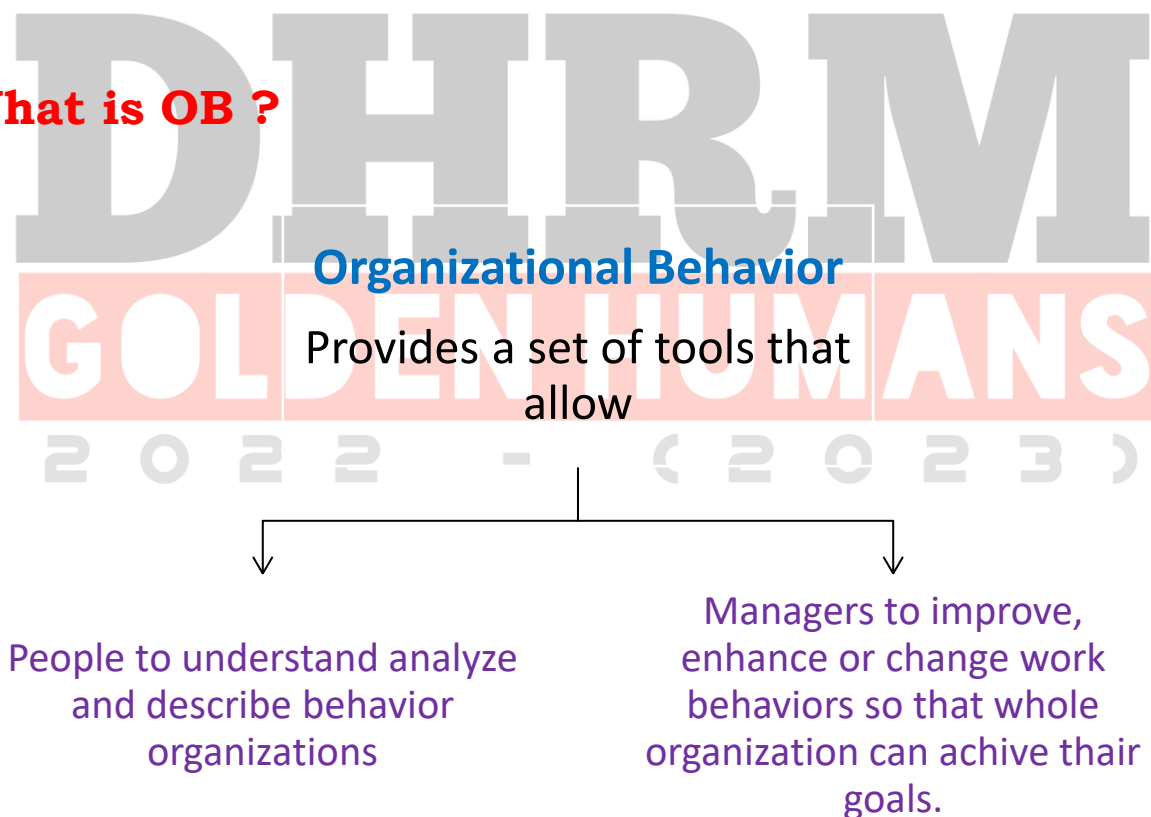 DHRM
hat is OB ?
Organizational Behavior
GOLDEN HUMANS
Provides a set of tools that
allow
2022 - (2023)
People to understand analyze
and describe behavior
organizations
Managers to improve,
enhance or change work
behaviors so that whole
organization can achive thair
goals.